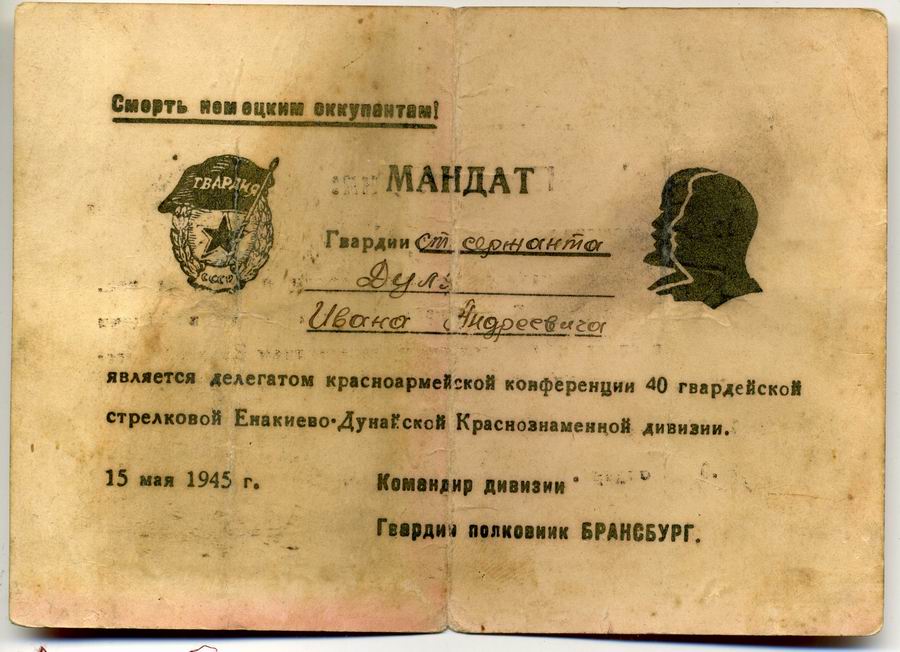 Смерть немецким оккупантам!
ГВАРДИЯ
СССР
МАНДАТ
Гвардии ст сержанта
Ивана Андреевича
является делегатом красноармейской конференции 40 гвардейской
стрелковой Енакиево-Дунайской Краснознаменной дивизии.
15 мая 1945 г.
Командир дивизии
Гвардии полковник БРАНСБУРГ.